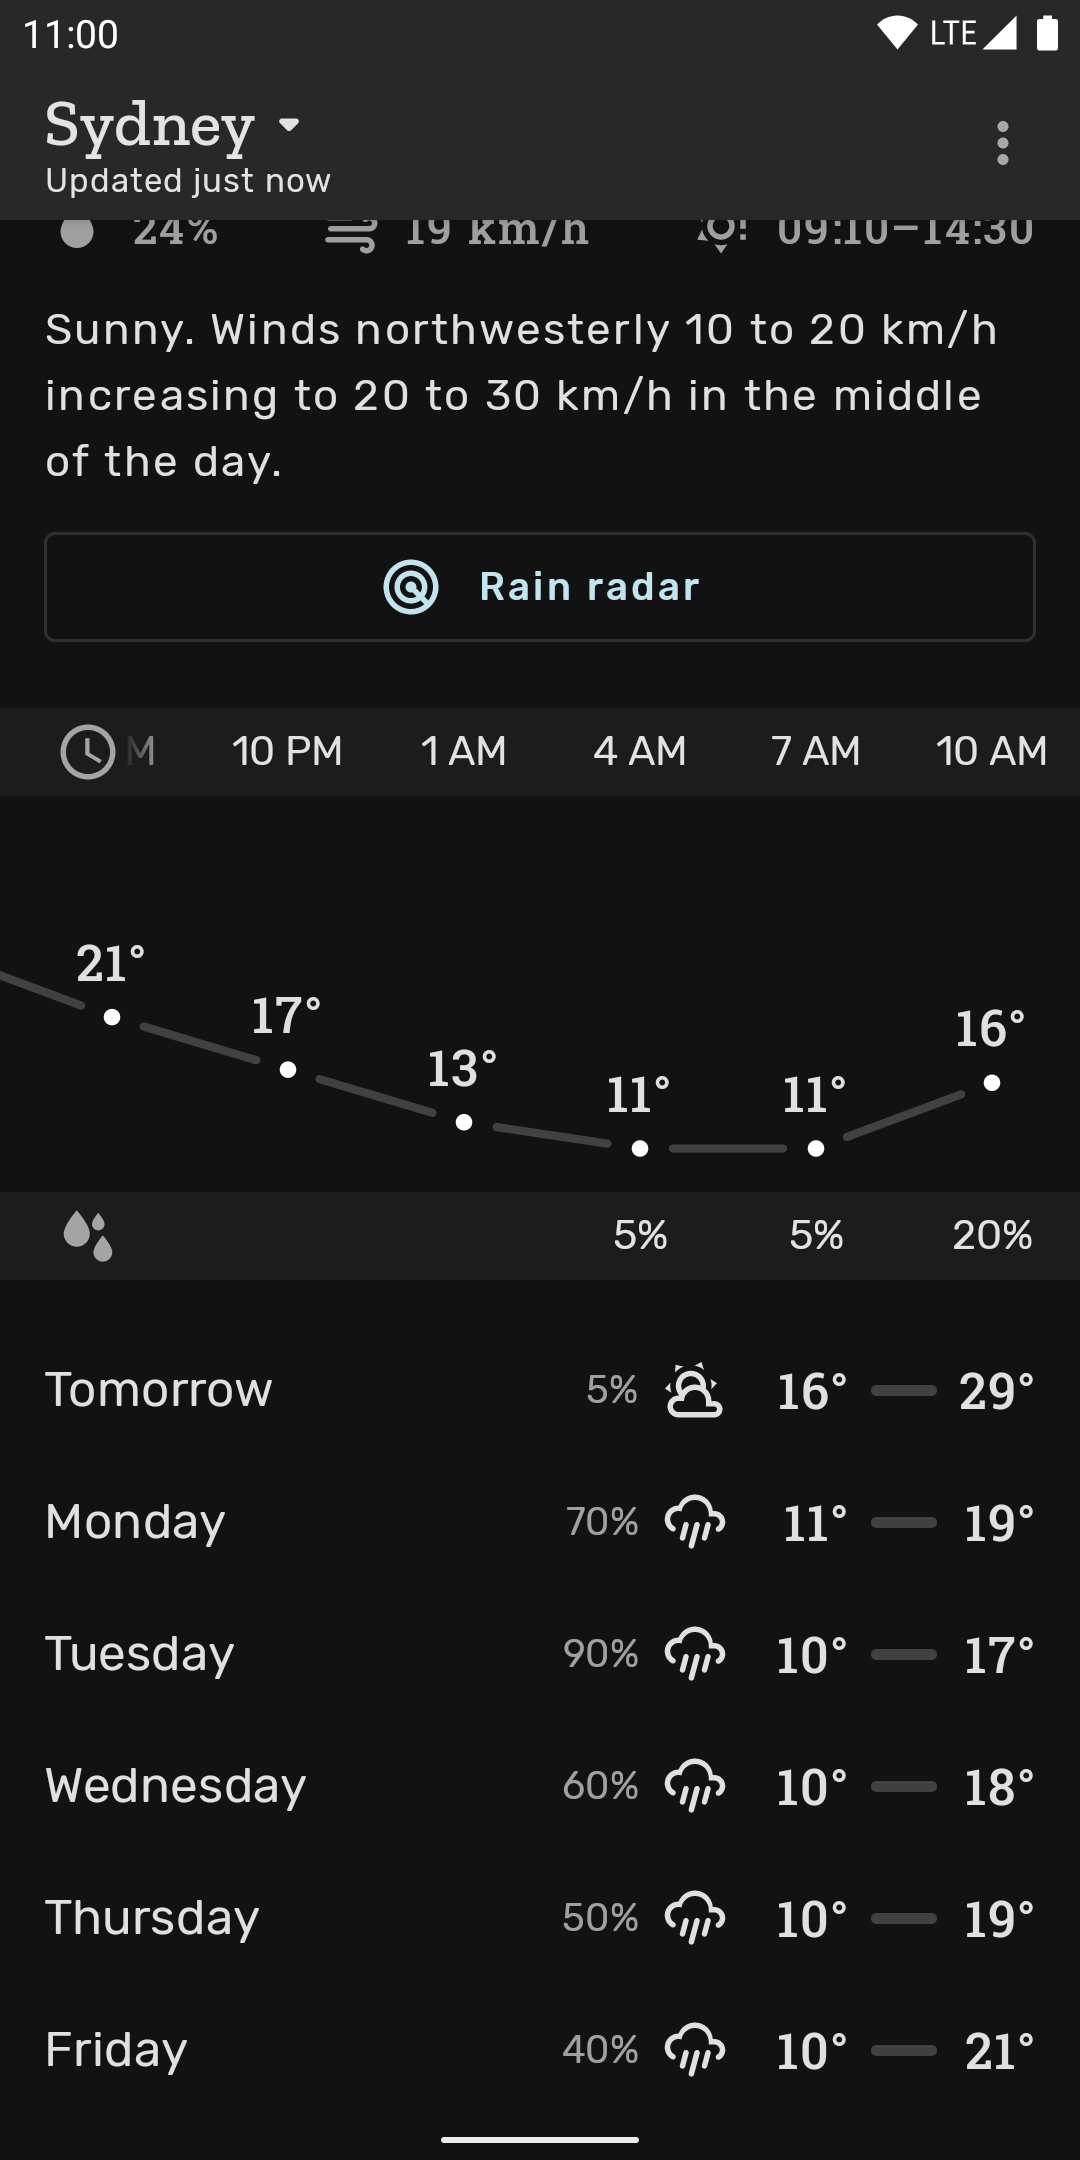 11:00 LTE
Sydney
Updated just now
24% 19 km/h 09:10–14:30
Sunny. Winds northwesterly 10 to 20 km/h
increasing to 20 to 30 km/h in the middle
of the day.
Rain radar
M 10 PM 1 AM 4 AM 7 AM 10 AM
21° 17° 13° 11° 11° 16°
5% 5% 20%
Tomorrow 5% 16° 29°
Monday 70% 11° 19°
Tuesday 90% 10° 17°
Wednesday 60% 10° 18°
Thursday 50% 10° 19°
Friday 40% 10° 21°